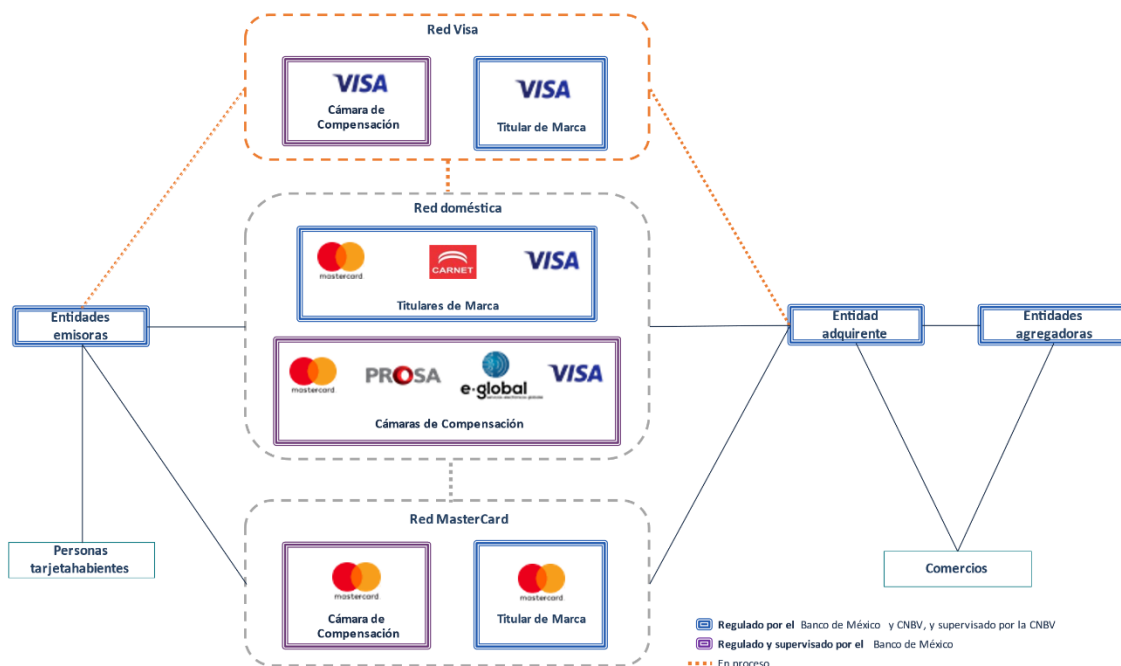 Red Visa
VISA
Cámara de
Compensación
VISA
Titular de Marca
Red doméstica
mastercard
CARNET
VISA
Titulares de Marca
Entidades
emisoras
Entidad
adquirente
Entidades
agregadoras
mastercard
PROSA
e·global
VISA
Cámaras de Compensación
Red MasterCard
Personas
tarjetahabientes
mastercard
Cámara de
Compensación
mastercard
Titular de Marca
Comercios
Regulado por el Banco de México y CNBV, y supervisado por la CNBV
Regulado y supervisado por el Banco de México
En proceso